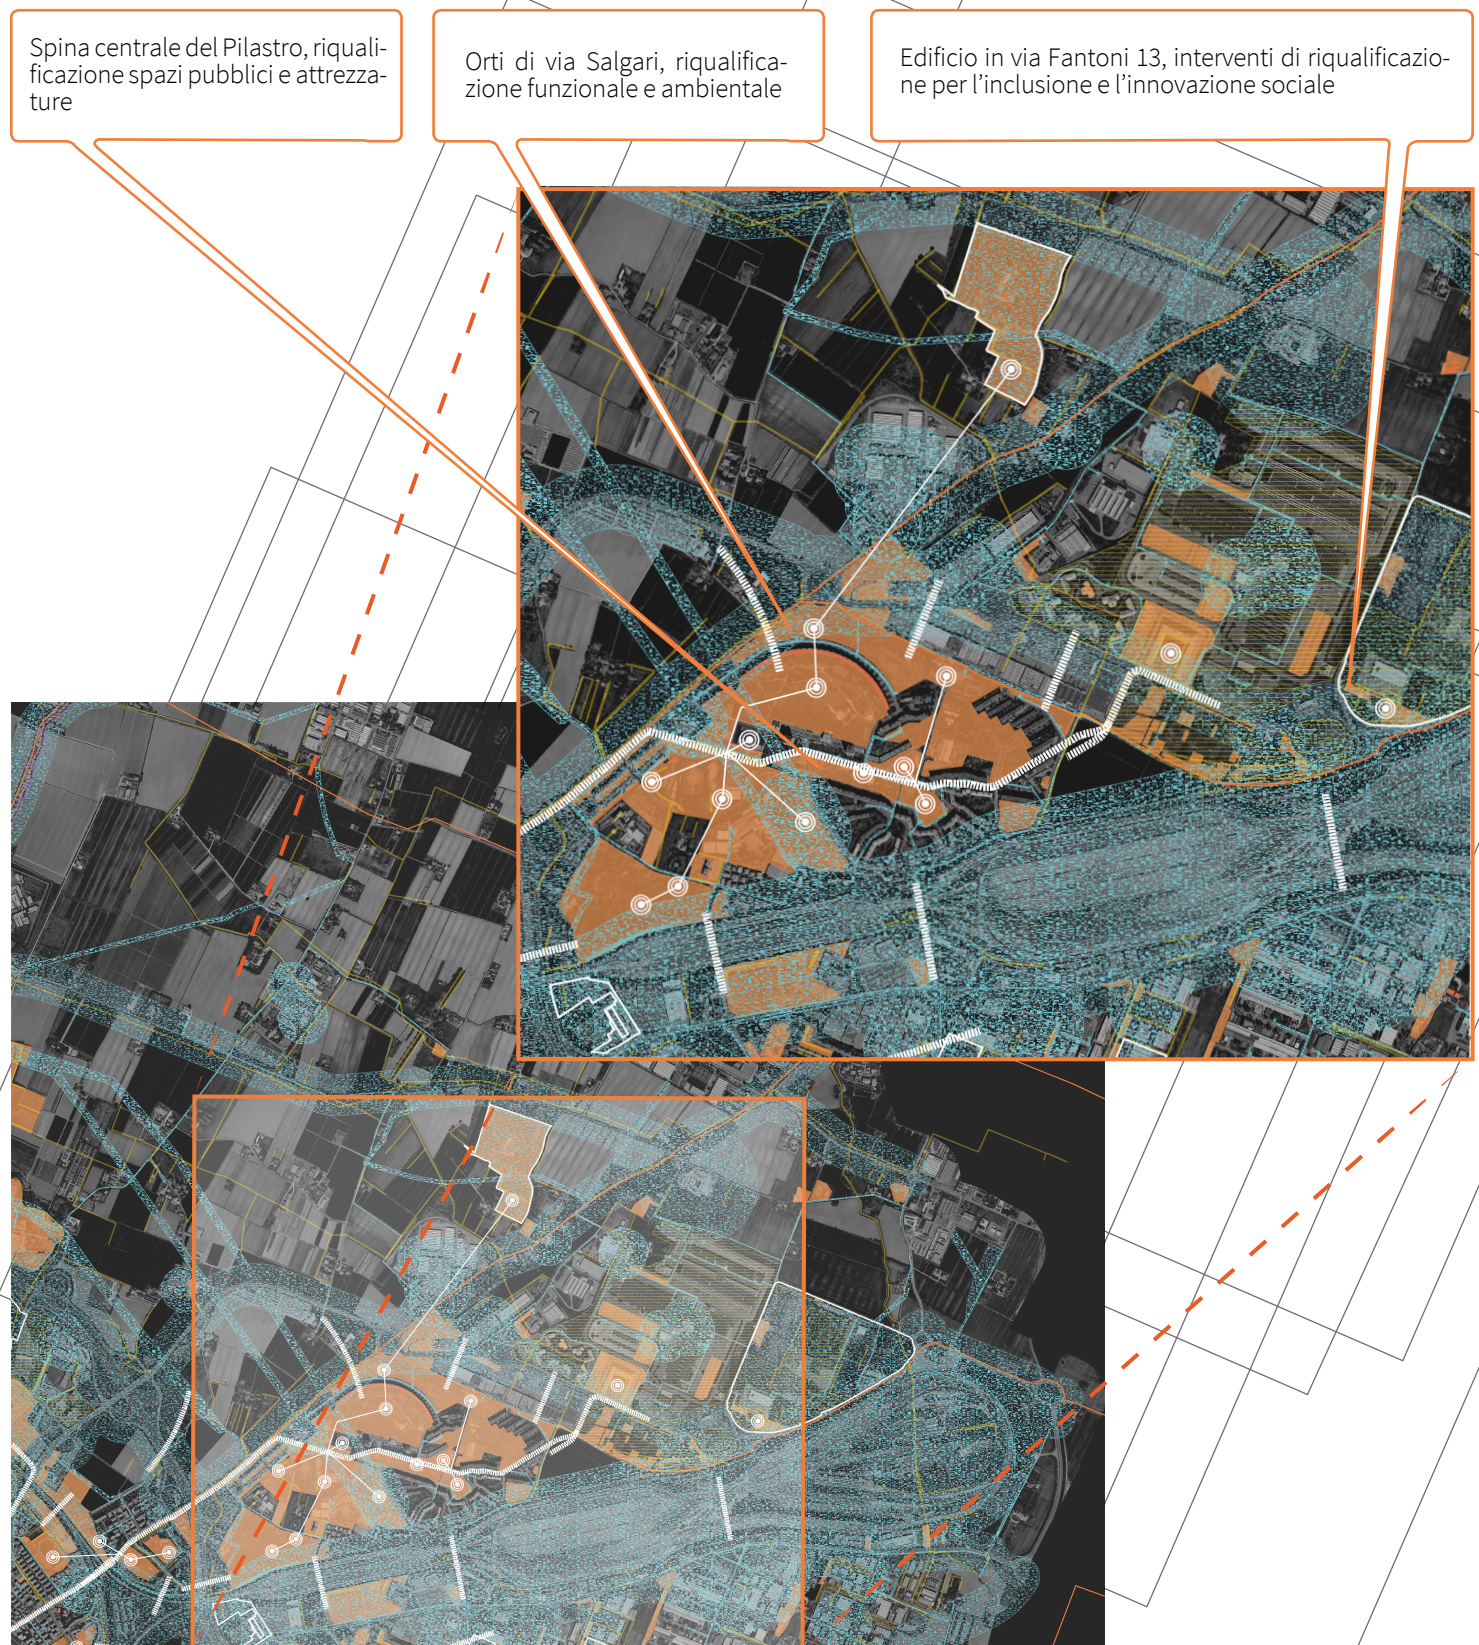 Spina centrale del Pilastro, riquali-
ficazione spazi pubblici e attrezza-
ture
Orti di via Salgari, riqualifica-
zione funzionale e ambientale
Edificio in via Fantoni 13, interventi di riqualificazio-
ne per l'inclusione e l'innovazione sociale